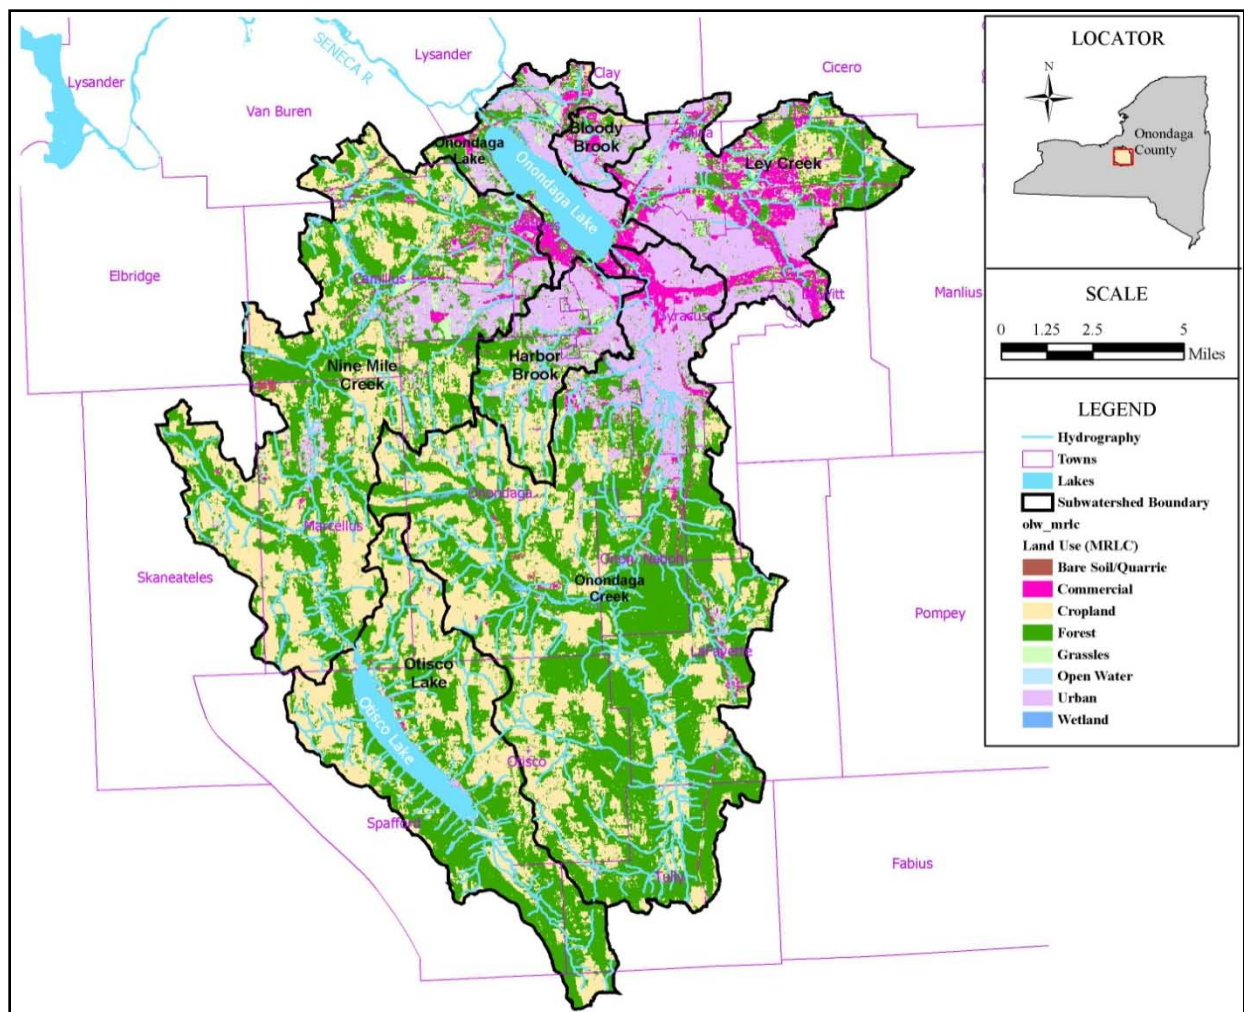 Lysander
SENECA R
Lysander
Clay
Cicero
Van Buren
Bloody
Brook
Salina
Onondaga
Lake
Onondaga Lake
Ley Creek
Elbridge
Camillus
Dewitt
Manlius
Syracuse
Harbor
Brook
Nine Mile
Creek
Onondaga
Marcellus
Skaneateles
Onondaga
Creek
Pompey
LaFayette
Otisco
Lake
Otisco Lake
Otisco
Spafford
Tully
Fabius
LOCATOR
N
Onondaga
County
SCALE
0 1.25 2.5 5
Miles
LEGEND
Hydrography
Towns
Lakes
Subwatershed Boundary
olw_mrlc
Land Use (MRLC)
Bare Soil/Quarrie
Commercial
Cropland
Forest
Grassles
Open Water
Urban
Wetland